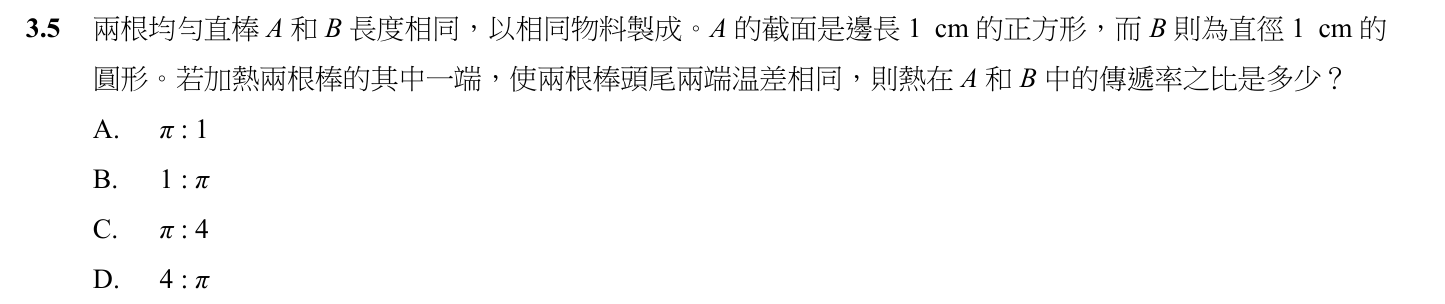 3.5 兩根均勻直棒 A 和 B 長度相同，以相同物料製成。A 的截面是邊長 1 cm 的正方形，而 B 則為直徑 1 cm 的
圓形。若加熱兩根棒的其中一端，使兩根棒頭尾兩端温差相同，則熱在 A 和 B 中的傳遞率之比是多少？
A. π : 1
B. 1 : π
C. π : 4
D. 4 : π